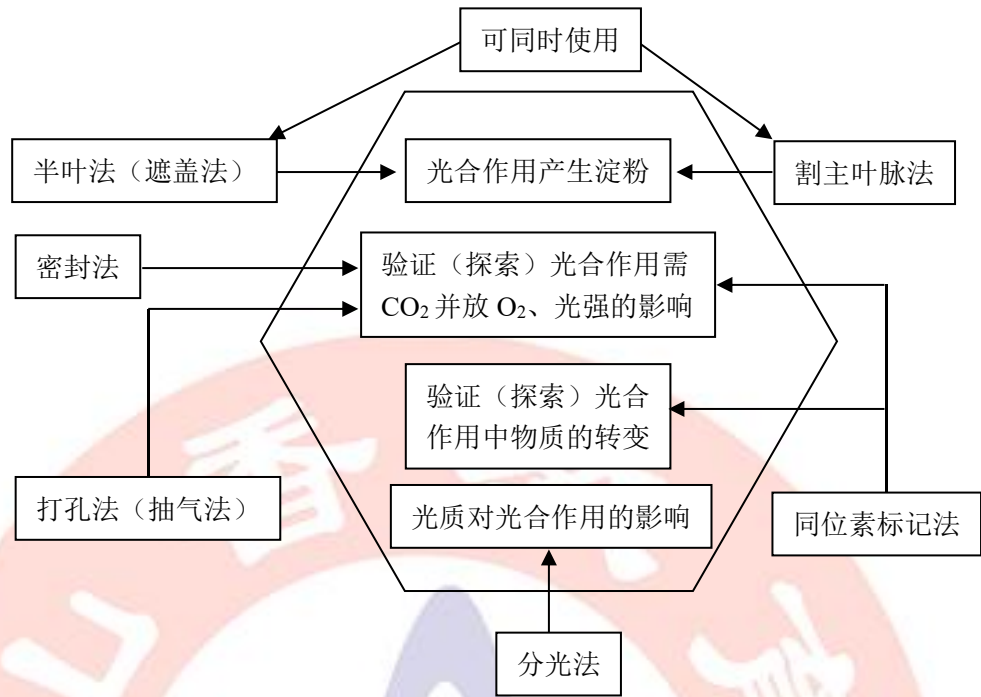 可同时使用
半叶法（遮盖法）
光合作用产生淀粉
割主叶脉法
密封法
验证（探索）光合作用需
CO₂并放 O₂、光强的影响
验证（探索）光合
作用中物质的转变
打孔法（抽气法）
光质对光合作用的影响
同位素标记法
分光法